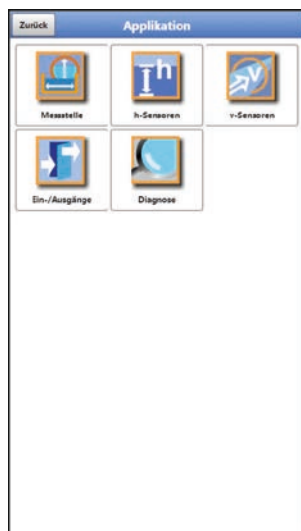 Zurück Applikation
h v
Messstelle h-Sensoren v-Sensoren
Ein-/Ausgänge Diagnose